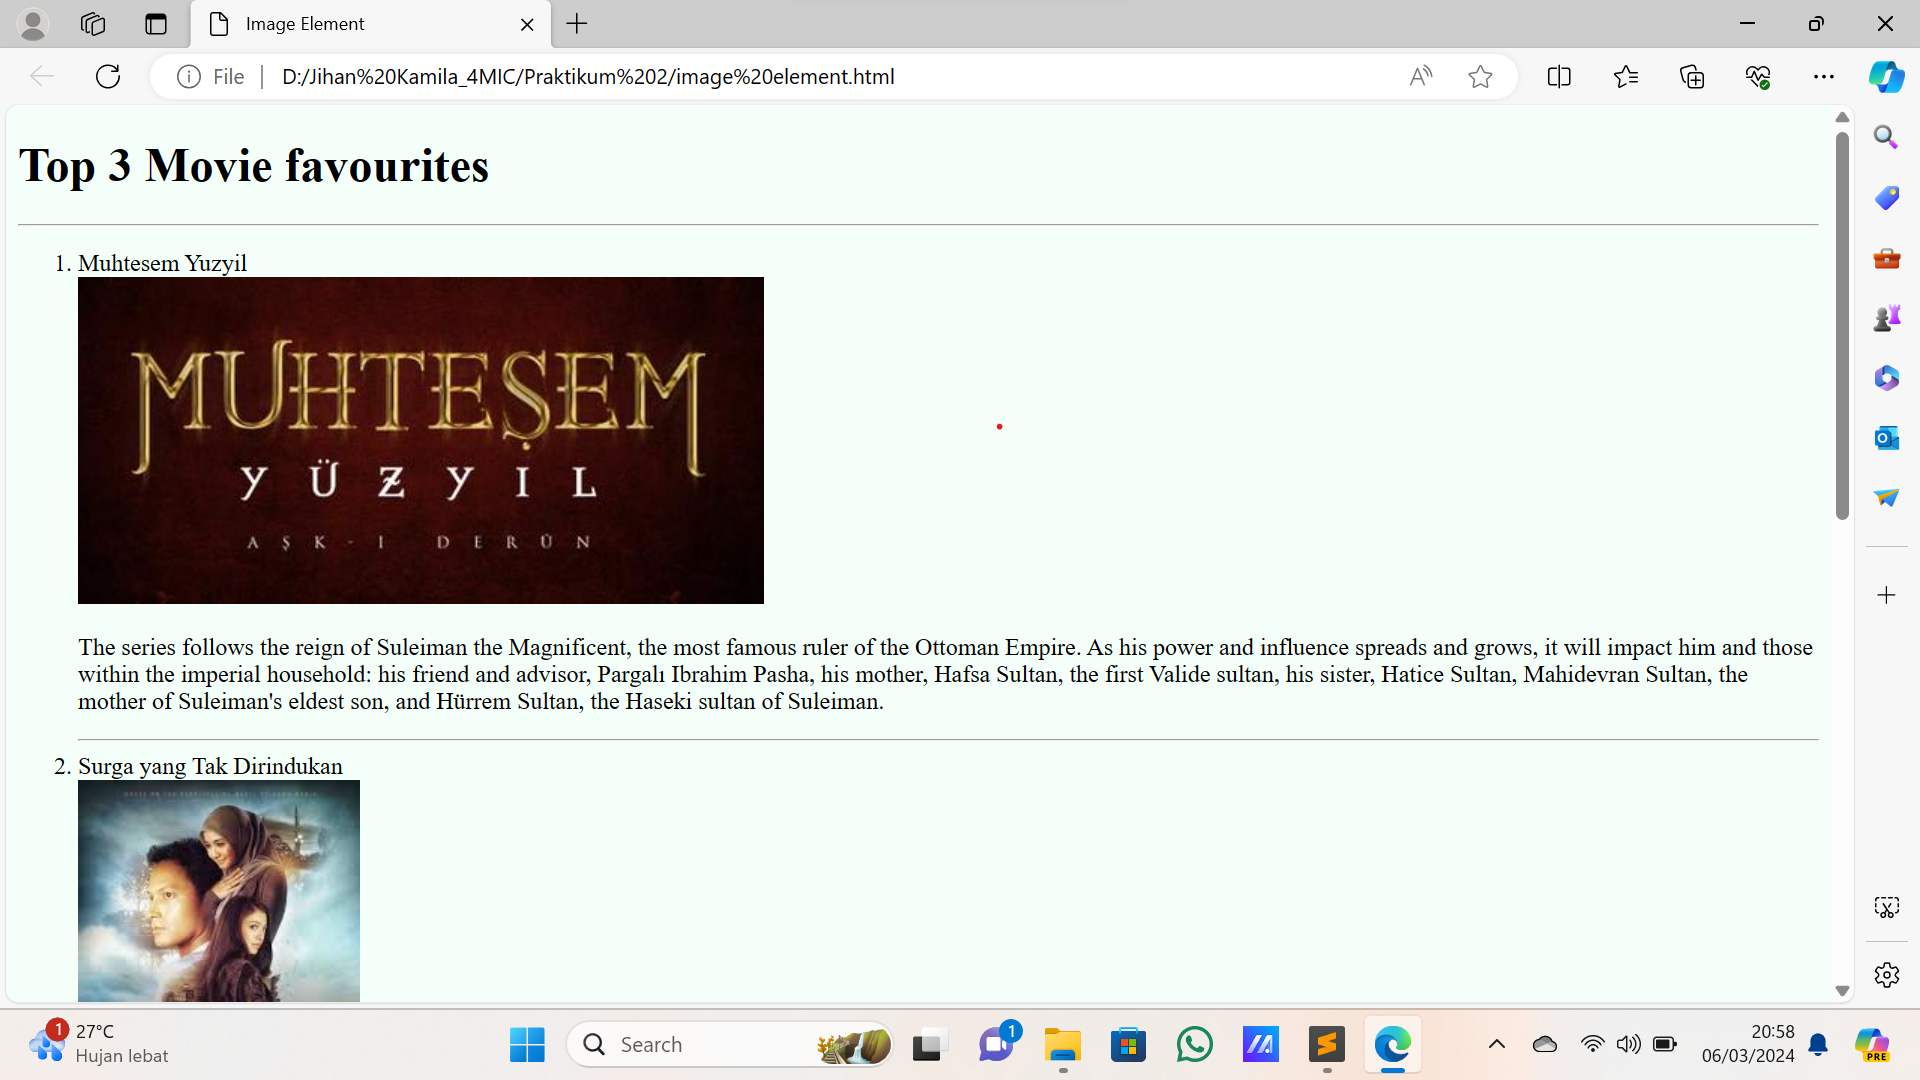 Image Element
File
D:/Jihan%20Kamila_4MIC/Praktikum%202/image%20element.html
Top 3 Movie favourites
1. Muhtesem Yuzyil
MUHTEŞEM
YÜZYIL
AŞK-I DERÛN
The series follows the reign of Suleiman the Magnificent, the most famous ruler of the Ottoman Empire. As his power and influence spreads and grows, it will impact him and those
within the imperial household: his friend and advisor, Pargalı Ibrahim Pasha, his mother, Hafsa Sultan, the first Valide sultan, his sister, Hatice Sultan, Mahidevran Sultan, the
mother of Suleiman's eldest son, and Hürrem Sultan, the Haseki sultan of Suleiman.
2. Surga yang Tak Dirindukan
1
27°C
Hujan lebat
Search
1
20:58
06/03/2024
PRE